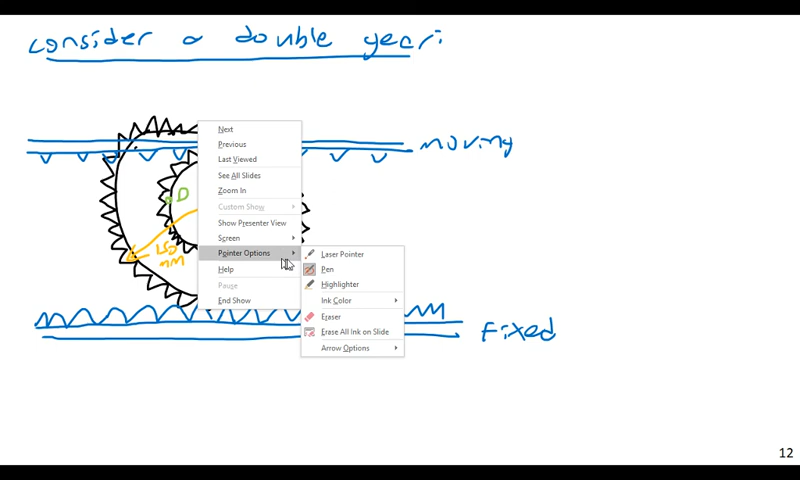 consider a double gear:
moving
D
150
mm
Fixed
Next
Previous
Last Viewed
See All Slides
Zoom In
Custom Show
Show Presenter View
Screen
Pointer Options
Help
Pause
End Show
Laser Pointer
Pen
Highlighter
Ink Color
Eraser
Erase All Ink on Slide
Arrow Options
12